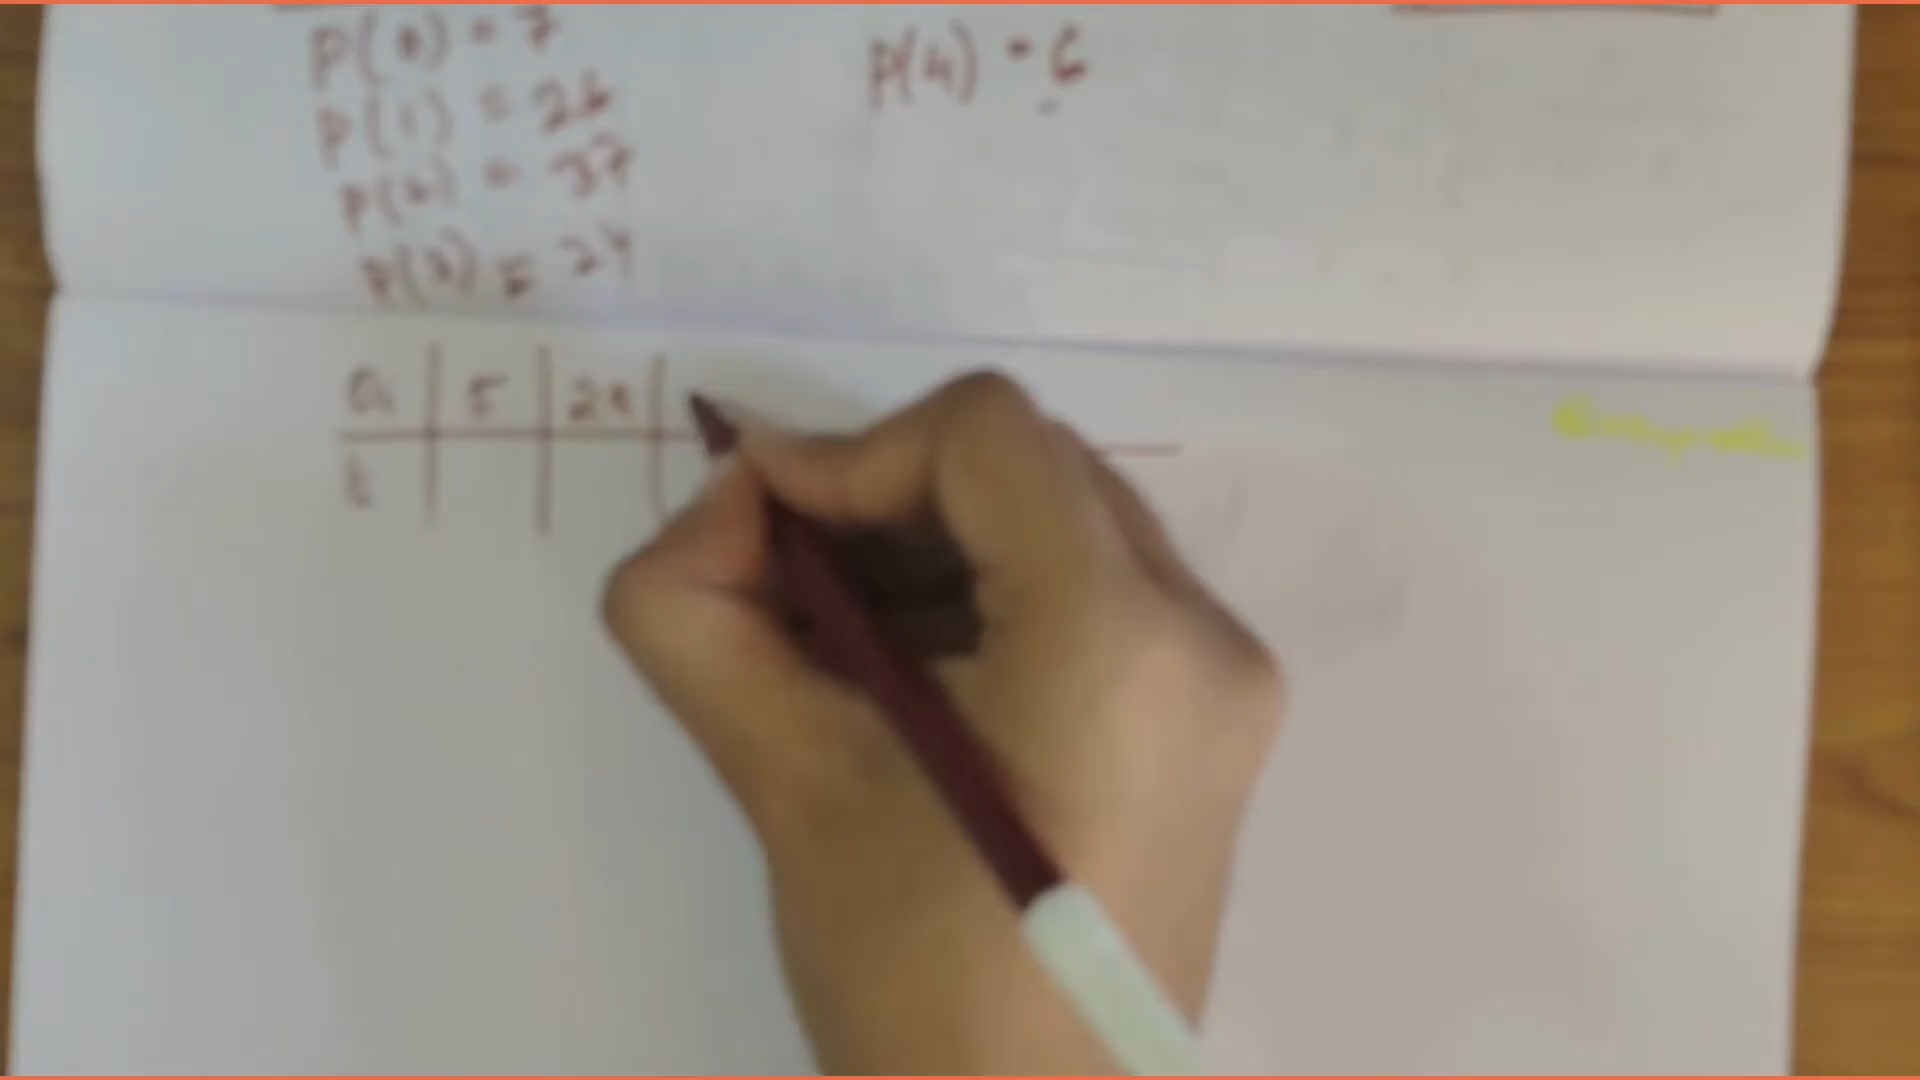 P(0) = 7
P(1) = 26
P(2) = 37
P(3) = 24
P(4) = 6
a | 5 | 24 |
t